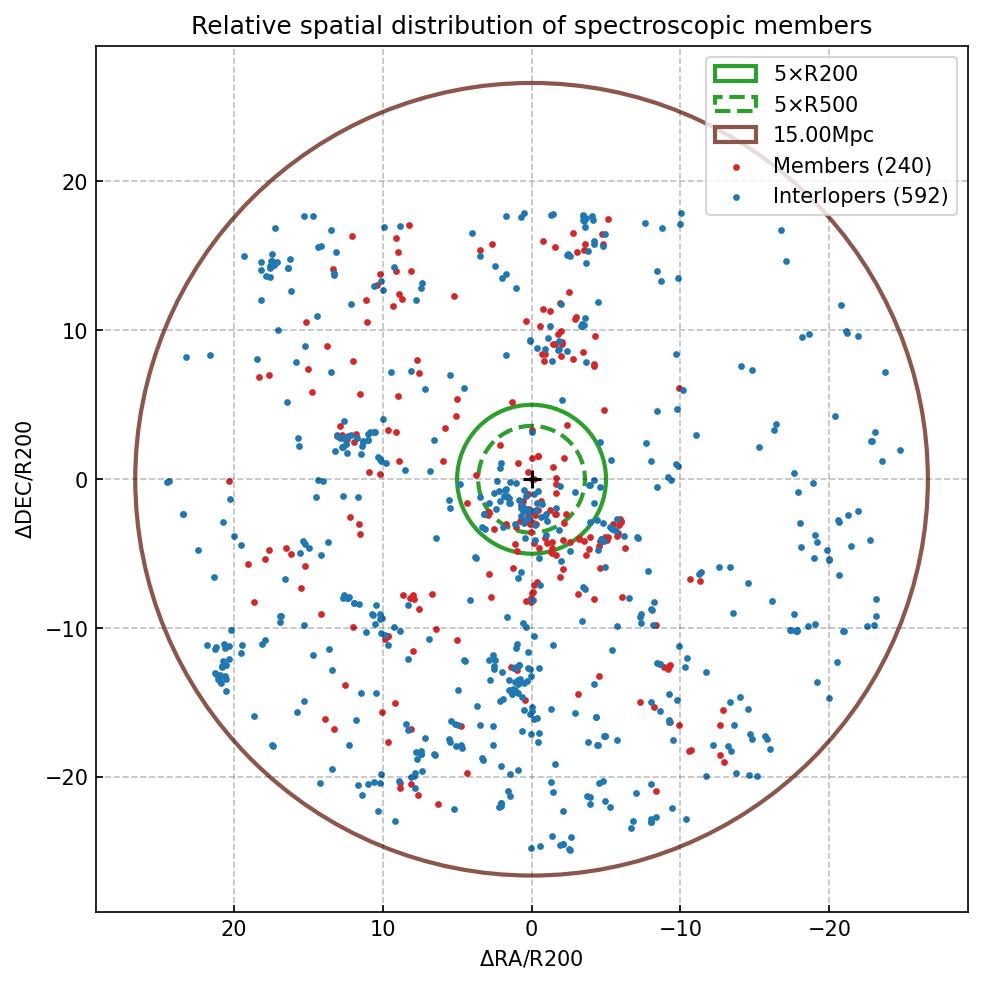 Relative spatial distribution of spectroscopic members
5×R200
5×R500
15.00Mpc
Members (240)
Interlopers (592)
20
10
0
−10
−20
ΔDEC/R200
20
10
0
−10
−20
ΔRA/R200